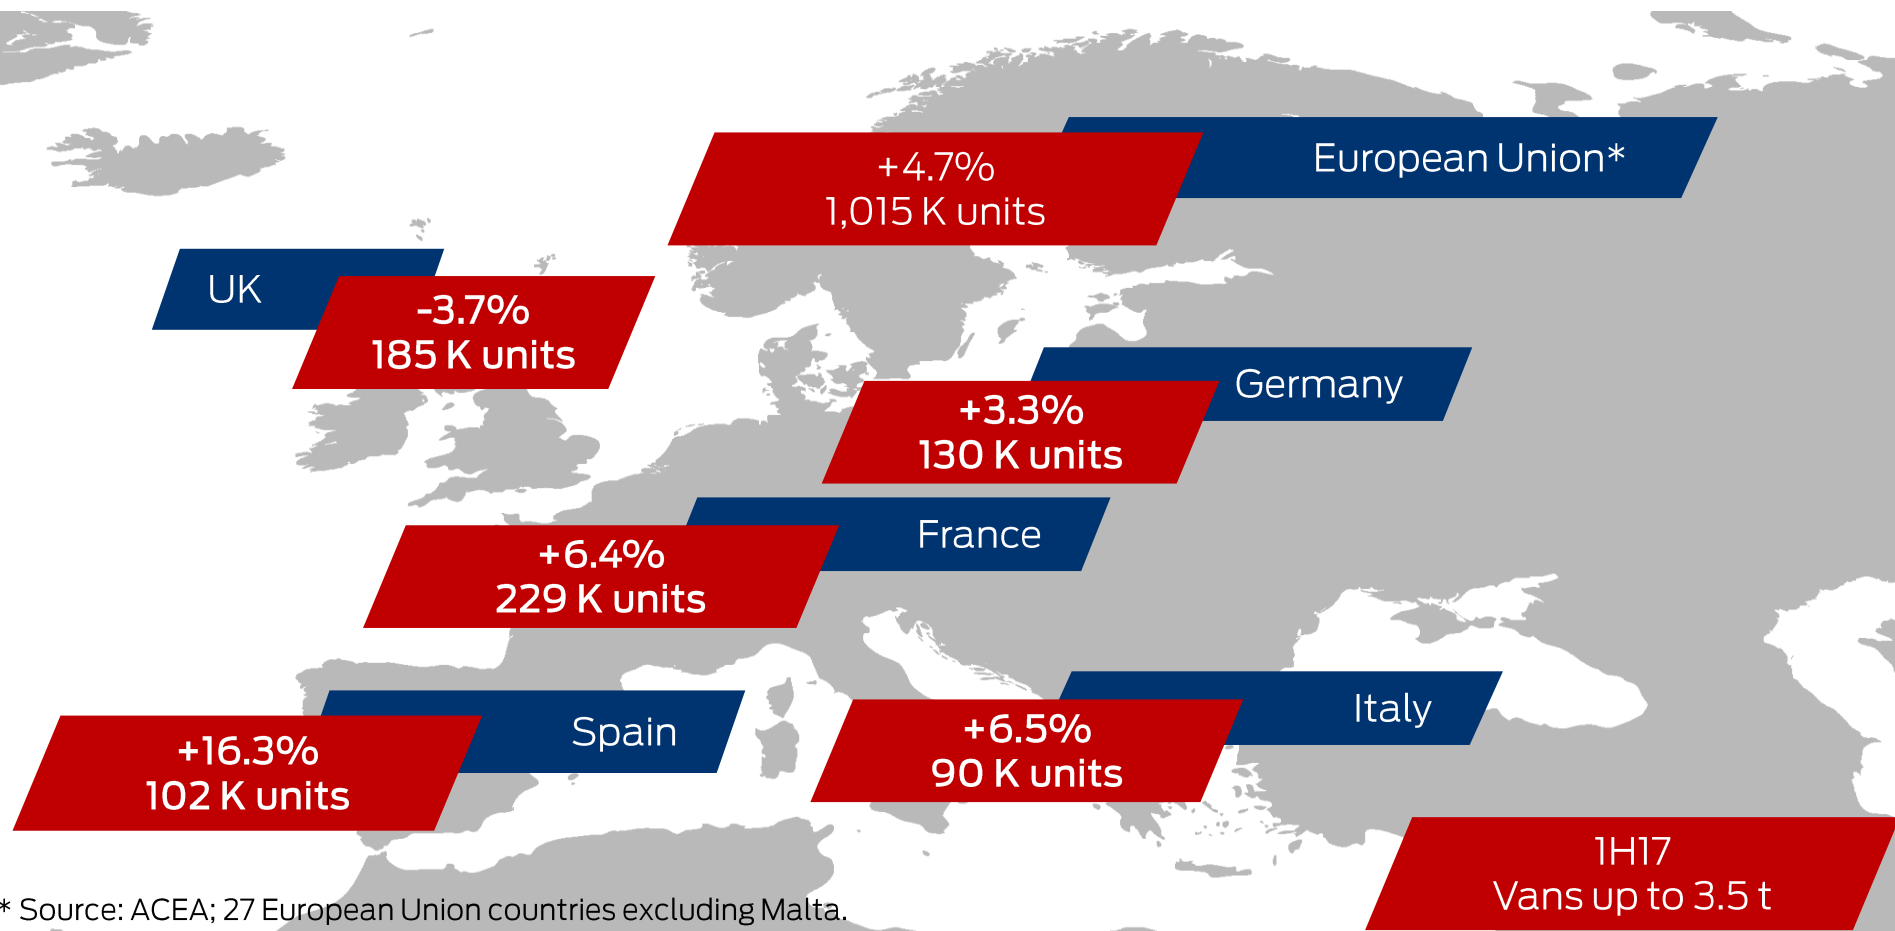 European Union*
+4.7%
1,015 K units
UK
-3.7%
185 K units
Germany
+3.3%
130 K units
France
+6.4%
229 K units
Italy
+6.5%
90 K units
Spain
+16.3%
102 K units
1H17
Vans up to 3.5 t
* Source: ACEA; 27 European Union countries excluding Malta.